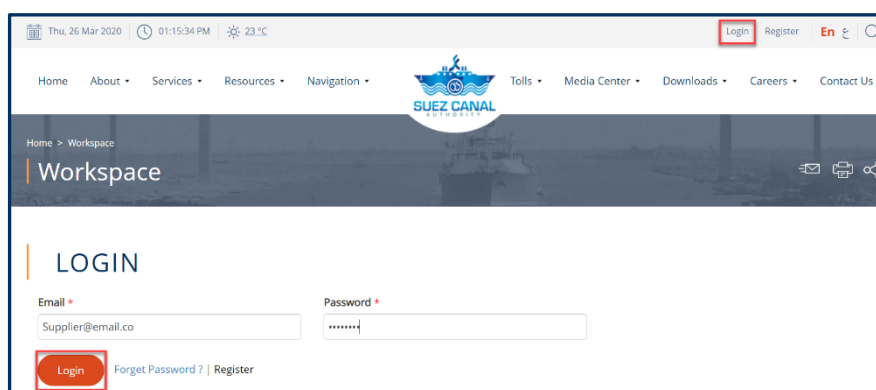 Thu, 26 Mar 2020 01:15:34 PM 23 °C Login Register En ع
Home About Services Resources Navigation Tolls Media Center Downloads Careers Contact Us
SUEZ CANAL
AUTHORITY
Home > Workspace
Workspace
LOGIN
Email * Password *
Supplier@email.co ••••••••
Login Forget Password ? | Register